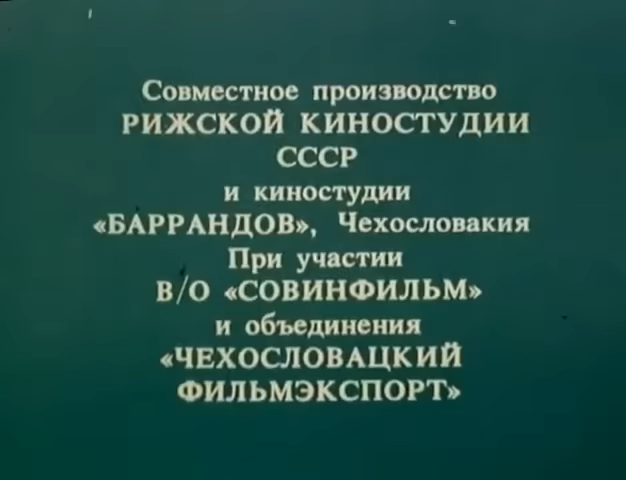 Совместное производство
РИЖСКОЙ КИНОСТУДИИ
СССР
и киностудии
«БАРРАНДОВ», Чехословакия
При участии
В/О «СОВИНФИЛЬМ»
и объединения
«ЧЕХОСЛОВАЦКИЙ
ФИЛЬМЭКСПОРТ»